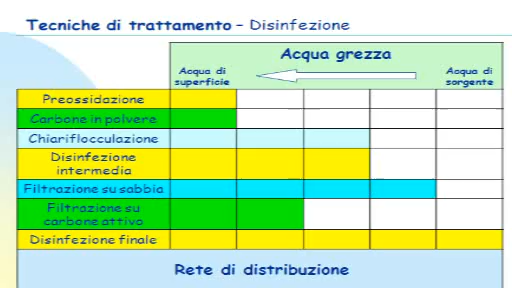 Tecniche di trattamento – Disinfezione
Acqua grezza
Acqua di
superficie
Acqua di
sorgente
Preossidazione
Carbone in polvere
Chiariflocculazione
Disinfezione
intermedia
Filtrazione su sabbia
Filtrazione su
carbone attivo
Disinfezione finale
Rete di distribuzione